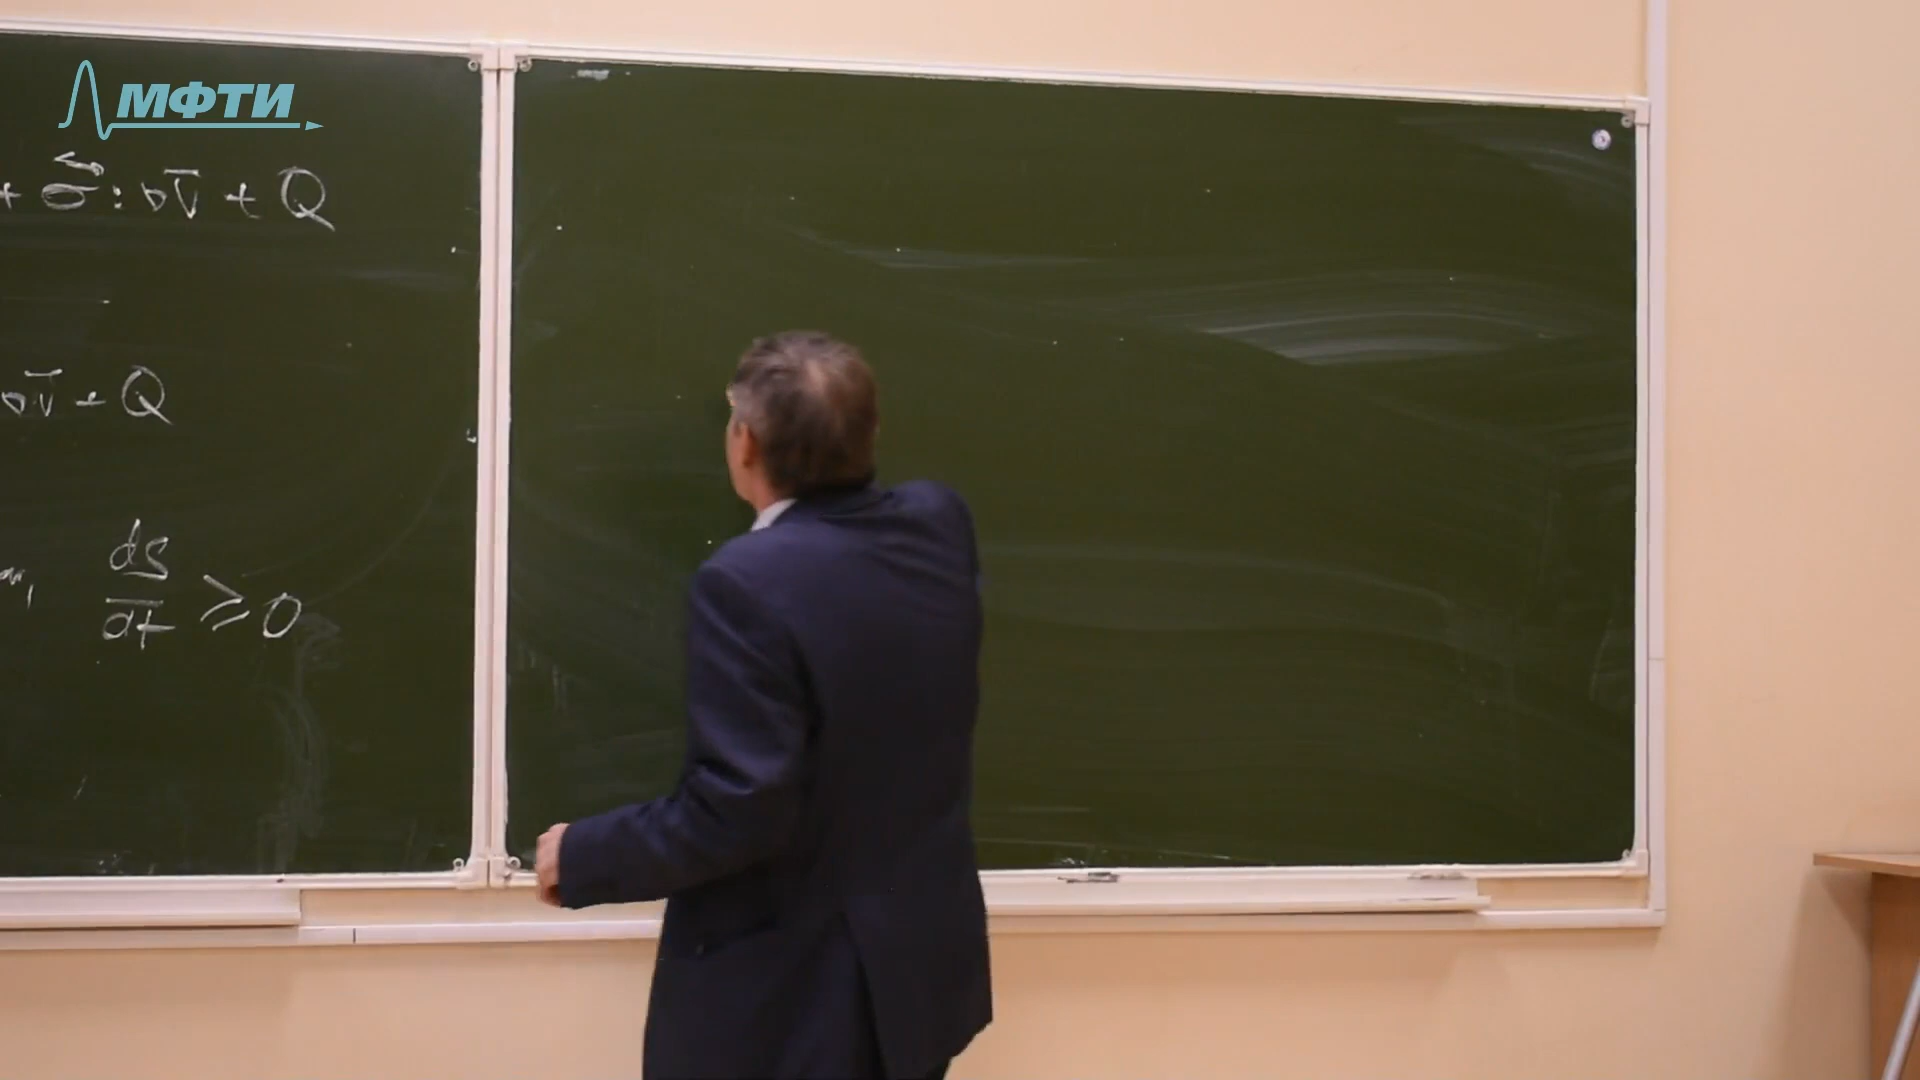 МФТИ
+ σ⃡ : ∇V̅ + Q
∇V̅ + Q
dS/dt ≥ 0